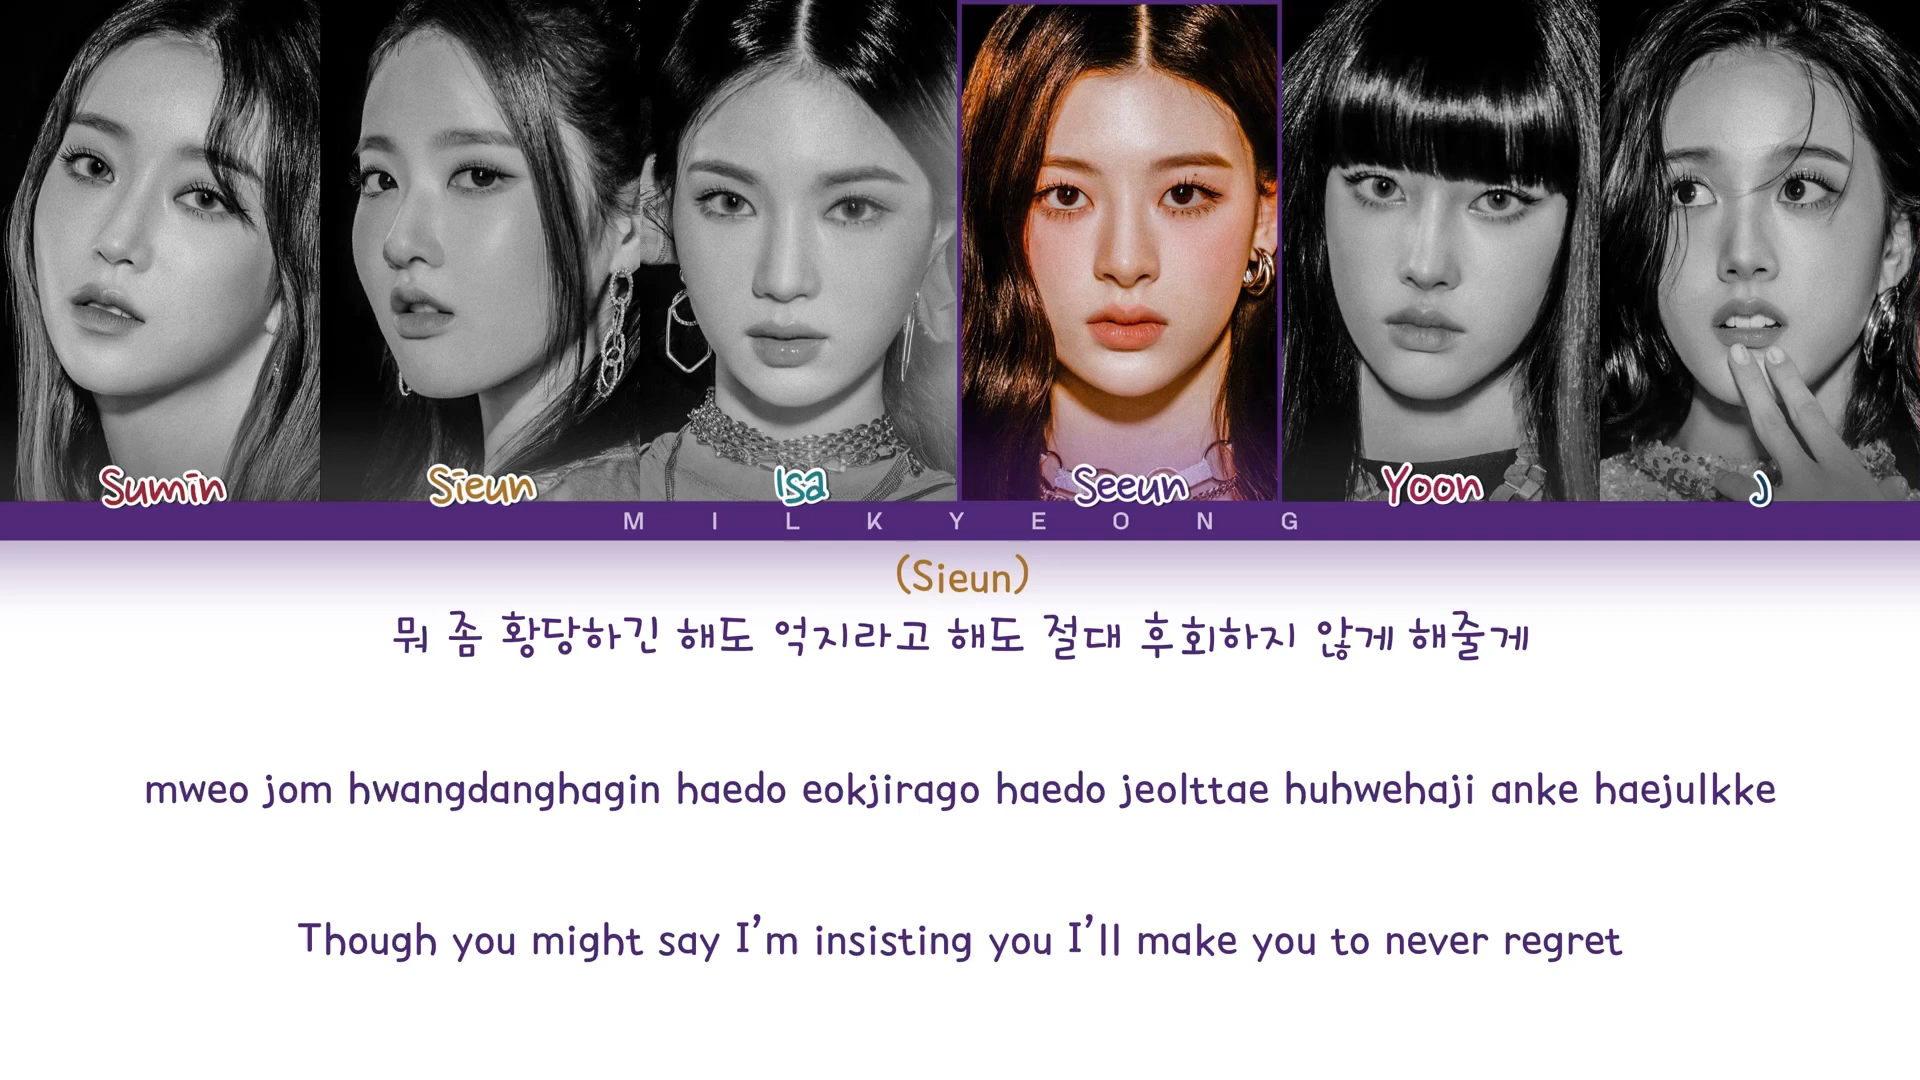 Sumin
Sieun
Isa
Seeun
Yoon
J
MILKYEONG
(Sieun)
뭐 좀 황당하긴 해도 억지라고 해도 절대 후회하지 않게 해줄게
mweo jom hwangdanghagin haedo eokjirago haedo jeolttae huhwehaji anke haejulkke
Though you might say I'm insisting you I'll make you to never regret